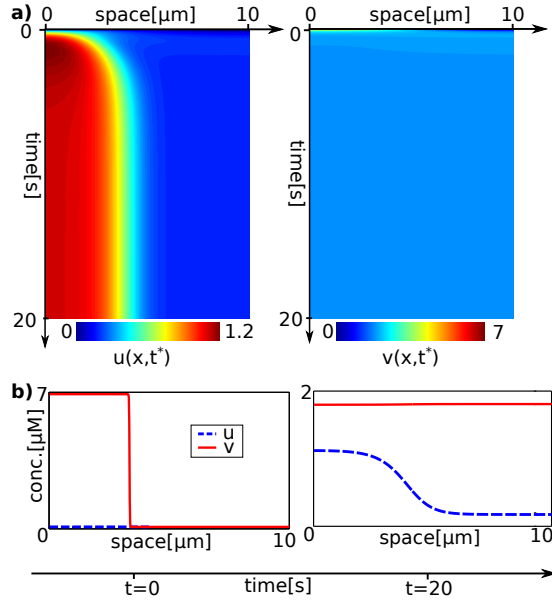 a) 0 space[μm] 10 0 space[μm] 10
0 0
time[s] time[s]
20 20
0 1.2 0 7
u(x,t*) v(x,t*)
b) 7 2
conc.[μM]
u
v
0 0
space[μm] 10 0 space[μm] 10
t=0 time[s] t=20